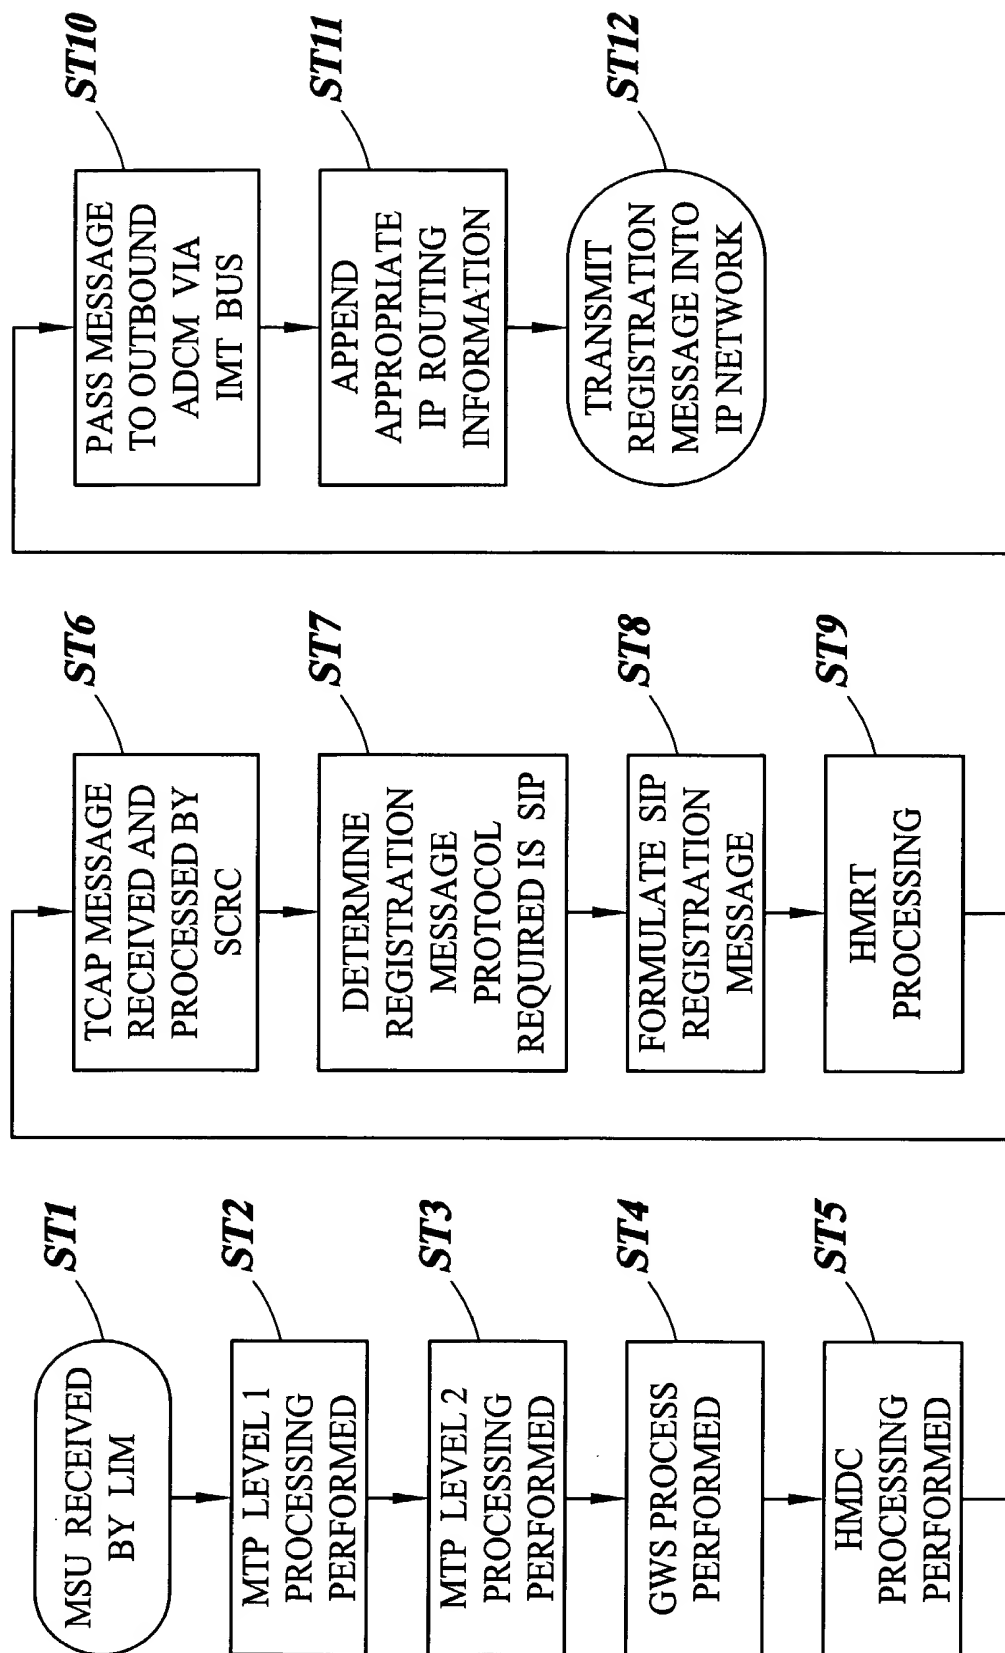 ST1
MSU RECEIVED
BY LIM
ST2
MTP LEVEL 1
PROCESSING
PERFORMED
ST3
MTP LEVEL 2
PROCESSING
PERFORMED
ST4
GWS PROCESS
PERFORMED
ST5
HMDC
PROCESSING
PERFORMED
ST6
TCAP MESSAGE
RECEIVED AND
PROCESSED BY
SCRC
ST7
DETERMINE
REGISTRATION
MESSAGE
PROTOCOL
REQUIRED IS SIP
ST8
FORMULATE SIP
REGISTRATION
MESSAGE
ST9
HMRT
PROCESSING
ST10
PASS MESSAGE
TO OUTBOUND
ADCM VIA
IMT BUS
ST11
APPEND
APPROPRIATE
IP ROUTING
INFORMATION
ST12
TRANSMIT
REGISTRATION
MESSAGE INTO
IP NETWORK